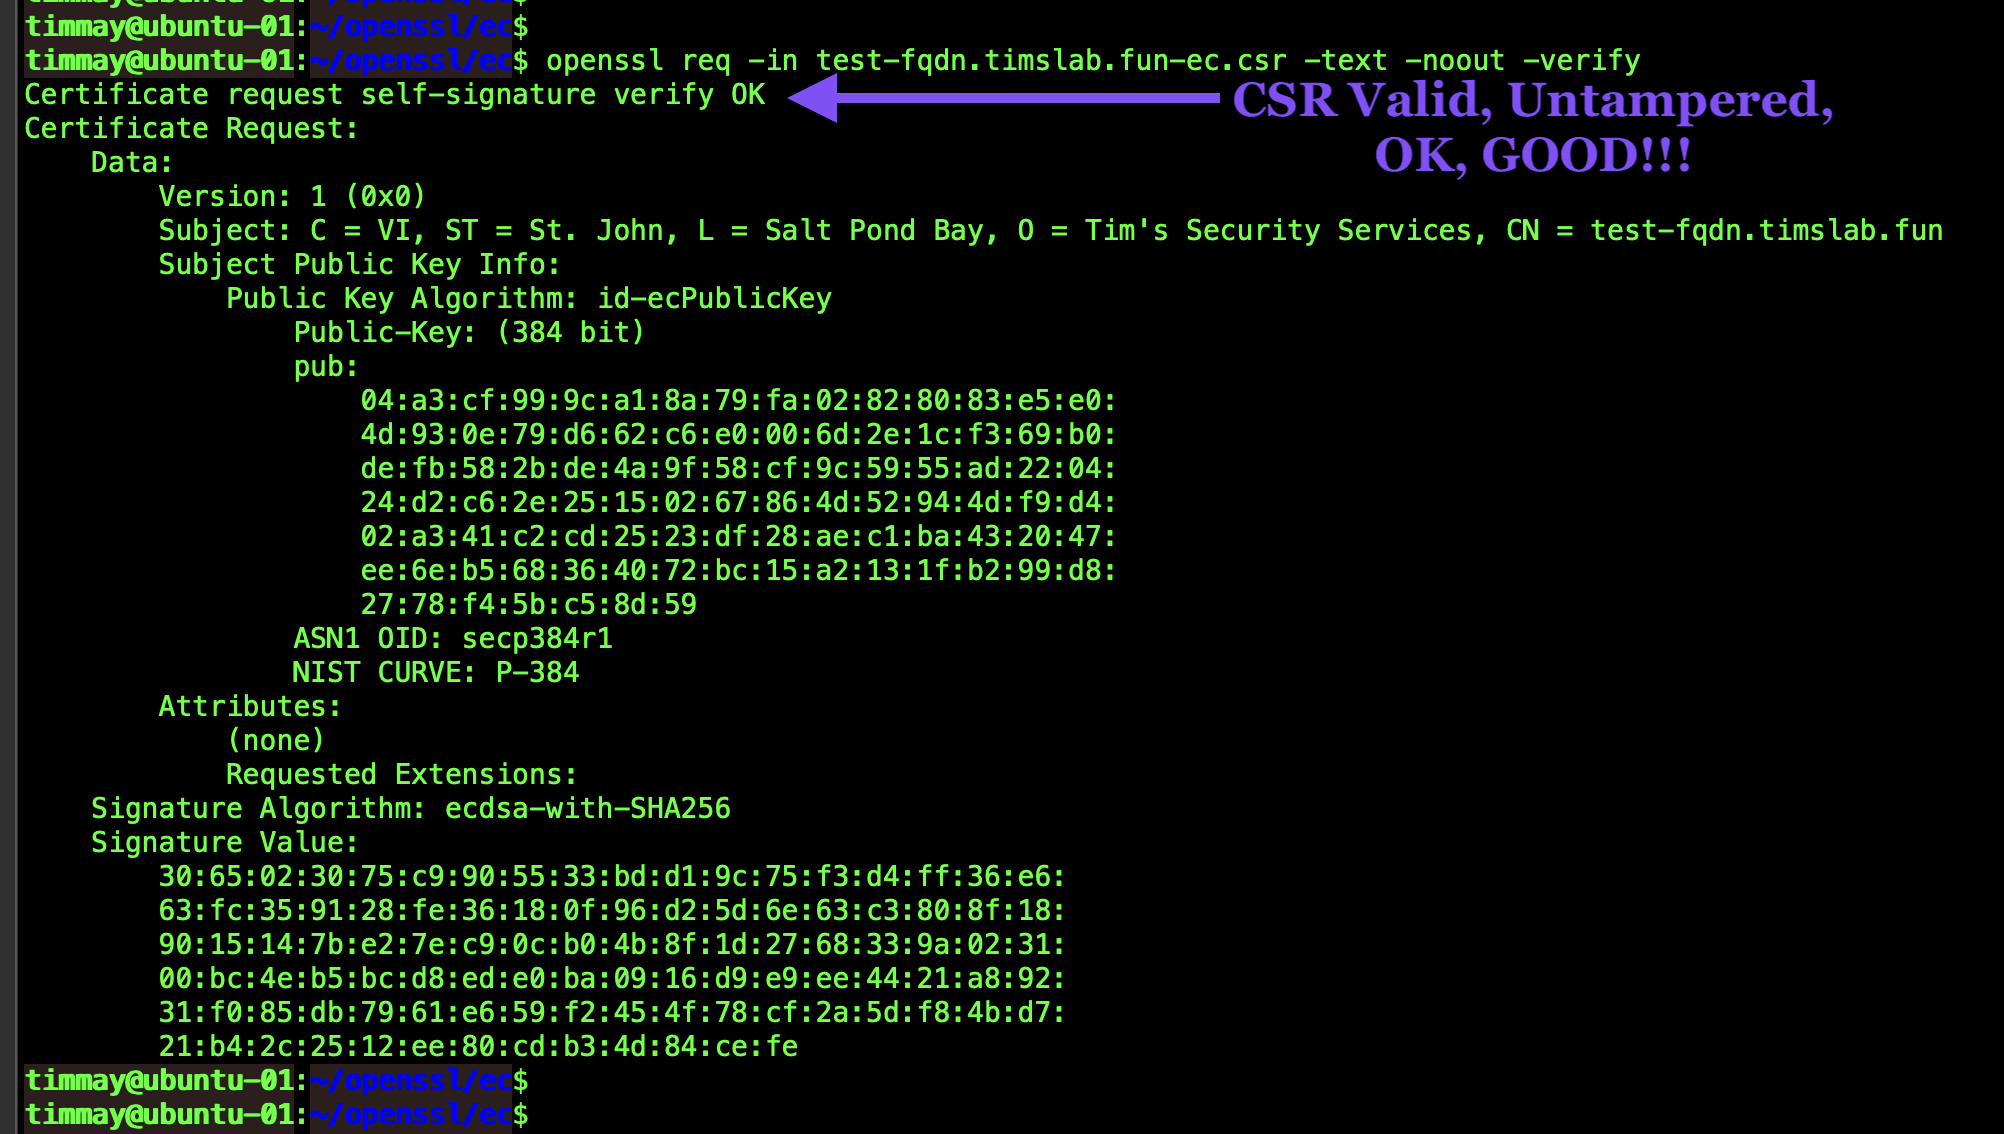 timmay@ubuntu-01:~/openssl/ec$
timmay@ubuntu-01:~/openssl/ec$
timmay@ubuntu-01:~/openssl/ec$ openssl req -in test-fqdn.timslab.fun-ec.csr -text -noout -verify
Certificate request self-signature verify OK
CSR Valid, Untampered,
OK, GOOD!!!
Certificate Request:
    Data:
        Version: 1 (0x0)
        Subject: C = VI, ST = St. John, L = Salt Pond Bay, O = Tim's Security Services, CN = test-fqdn.timslab.fun
        Subject Public Key Info:
            Public Key Algorithm: id-ecPublicKey
                Public-Key: (384 bit)
                pub:
                    04:a3:cf:99:9c:a1:8a:79:fa:02:82:80:83:e5:e0:
                    4d:93:0e:79:d6:62:c6:e0:00:6d:2e:1c:f3:69:b0:
                    de:fb:58:2b:de:4a:9f:58:cf:9c:59:55:ad:22:04:
                    24:d2:c6:2e:25:15:02:67:86:4d:52:94:4d:f9:d4:
                    02:a3:41:c2:cd:25:23:df:28:ae:c1:ba:43:20:47:
                    ee:6e:b5:68:36:40:72:bc:15:a2:13:1f:b2:99:d8:
                    27:78:f4:5b:c5:8d:59
                ASN1 OID: secp384r1
                NIST CURVE: P-384
        Attributes:
            (none)
            Requested Extensions:
    Signature Algorithm: ecdsa-with-SHA256
    Signature Value:
        30:65:02:30:75:c9:90:55:33:bd:d1:9c:75:f3:d4:ff:36:e6:
        63:fc:35:91:28:fe:36:18:0f:96:d2:5d:6e:63:c3:80:8f:18:
        90:15:14:7b:e2:7e:c9:0c:b0:4b:8f:1d:27:68:33:9a:02:31:
        00:bc:4e:b5:bc:d8:ed:e0:ba:09:16:d9:e9:ee:44:21:a8:92:
        31:f0:85:db:79:61:e6:59:f2:45:4f:78:cf:2a:5d:f8:4b:d7:
        21:b4:2c:25:12:ee:80:cd:b3:4d:84:ce:fe
timmay@ubuntu-01:~/openssl/ec$
timmay@ubuntu-01:~/openssl/ec$